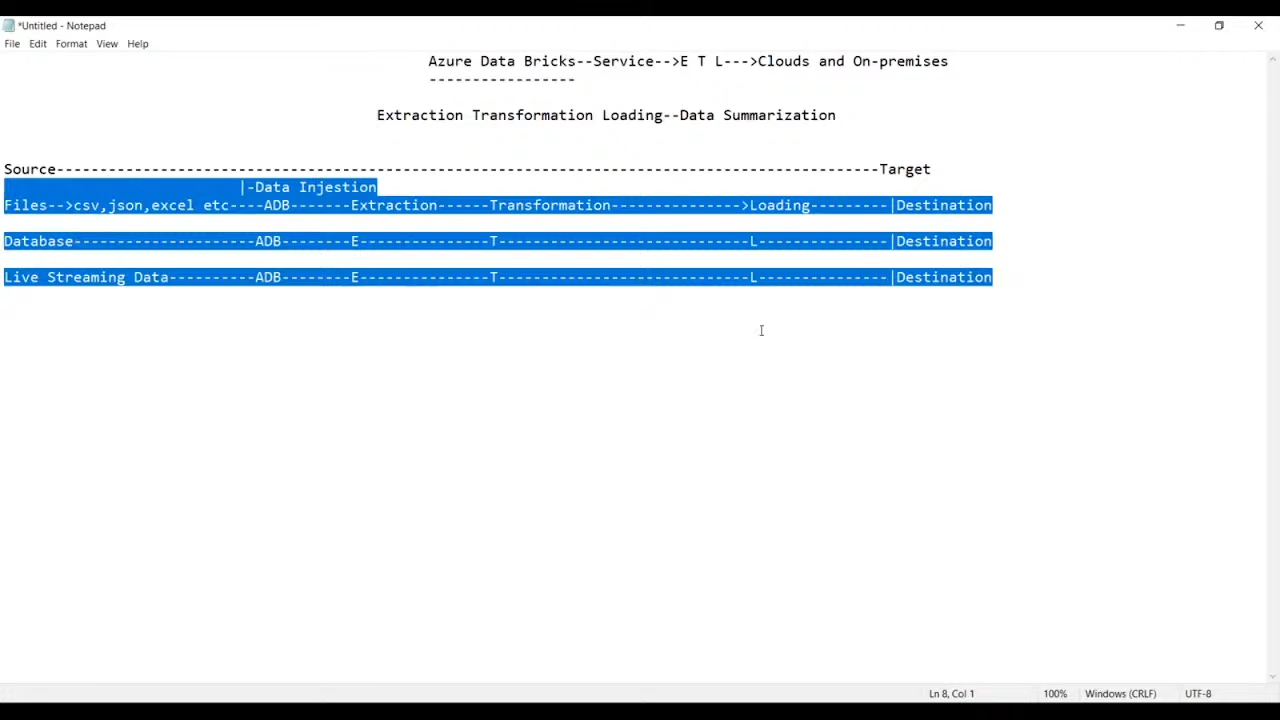 *Untitled - Notepad
File Edit Format View Help
Azure Data Bricks--Service-->E T L--->Clouds and On-premises
-----------------
Extraction Transformation Loading--Data Summarization
Source-----------------------------------------------------------------------------------------------Target
|-Data Injestion
Files-->csv,json,excel etc----ADB--------Extraction------Transformation--------------->Loading---------|Destination
Database---------------------ADB--------E---------------T-----------------------------L---------------|Destination
Live Streaming Data----------ADB--------E---------------T-----------------------------L---------------|Destination
Ln 8, Col 1 100% Windows (CRLF) UTF-8